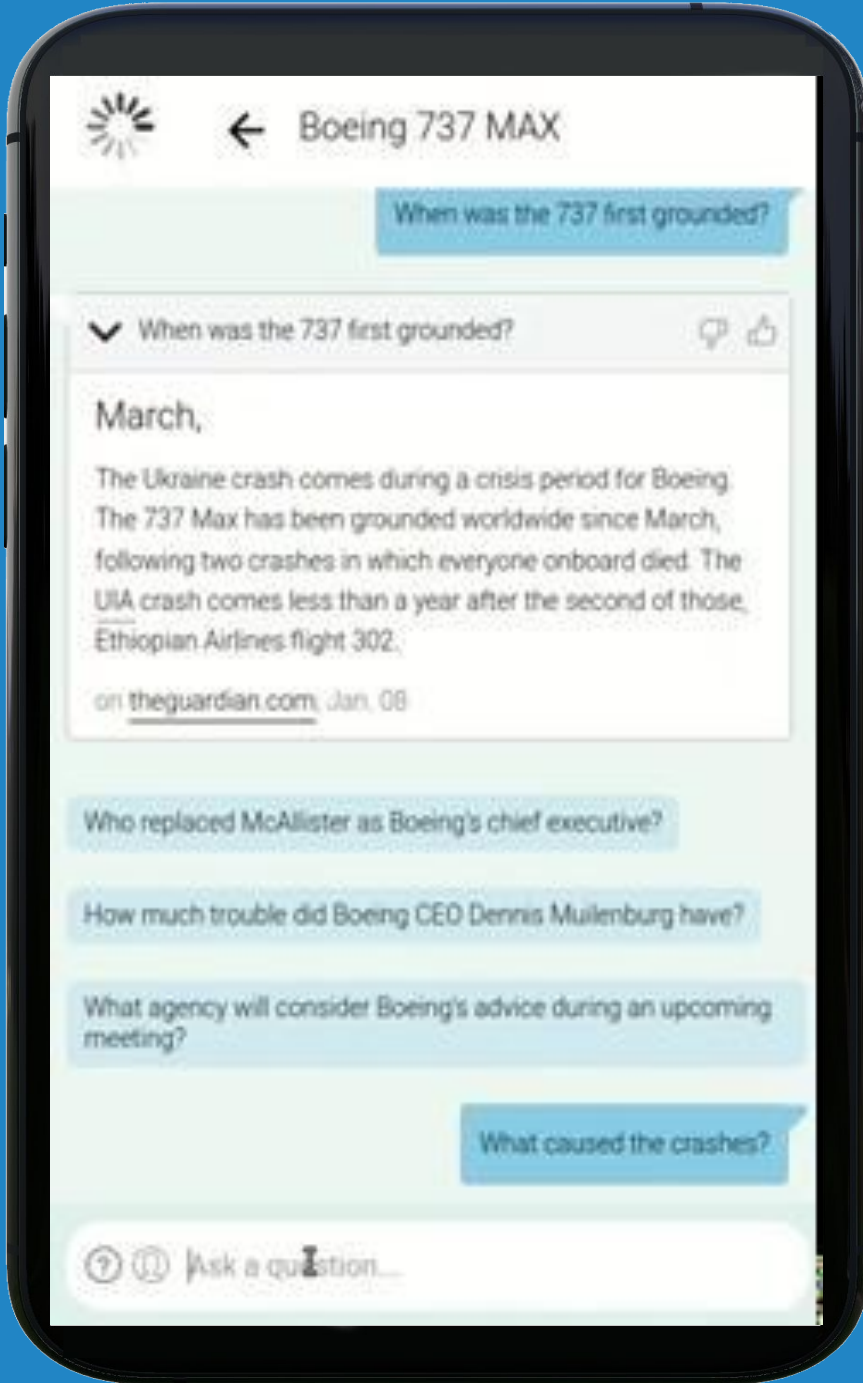 Boeing 737 MAX
When was the 737 first grounded?
When was the 737 first grounded?
March,
The Ukraine crash comes during a crisis period for Boeing.
The 737 Max has been grounded worldwide since March,
following two crashes in which everyone onboard died. The
UIA crash comes less than a year after the second of those,
Ethiopian Airlines flight 302.
on theguardian.com, Jan. 08
Who replaced McAllister as Boeing's chief executive?
How much trouble did Boeing CEO Dennis Muilenburg have?
What agency will consider Boeing's advice during an upcoming
meeting?
What caused the crashes?
Ask a question...